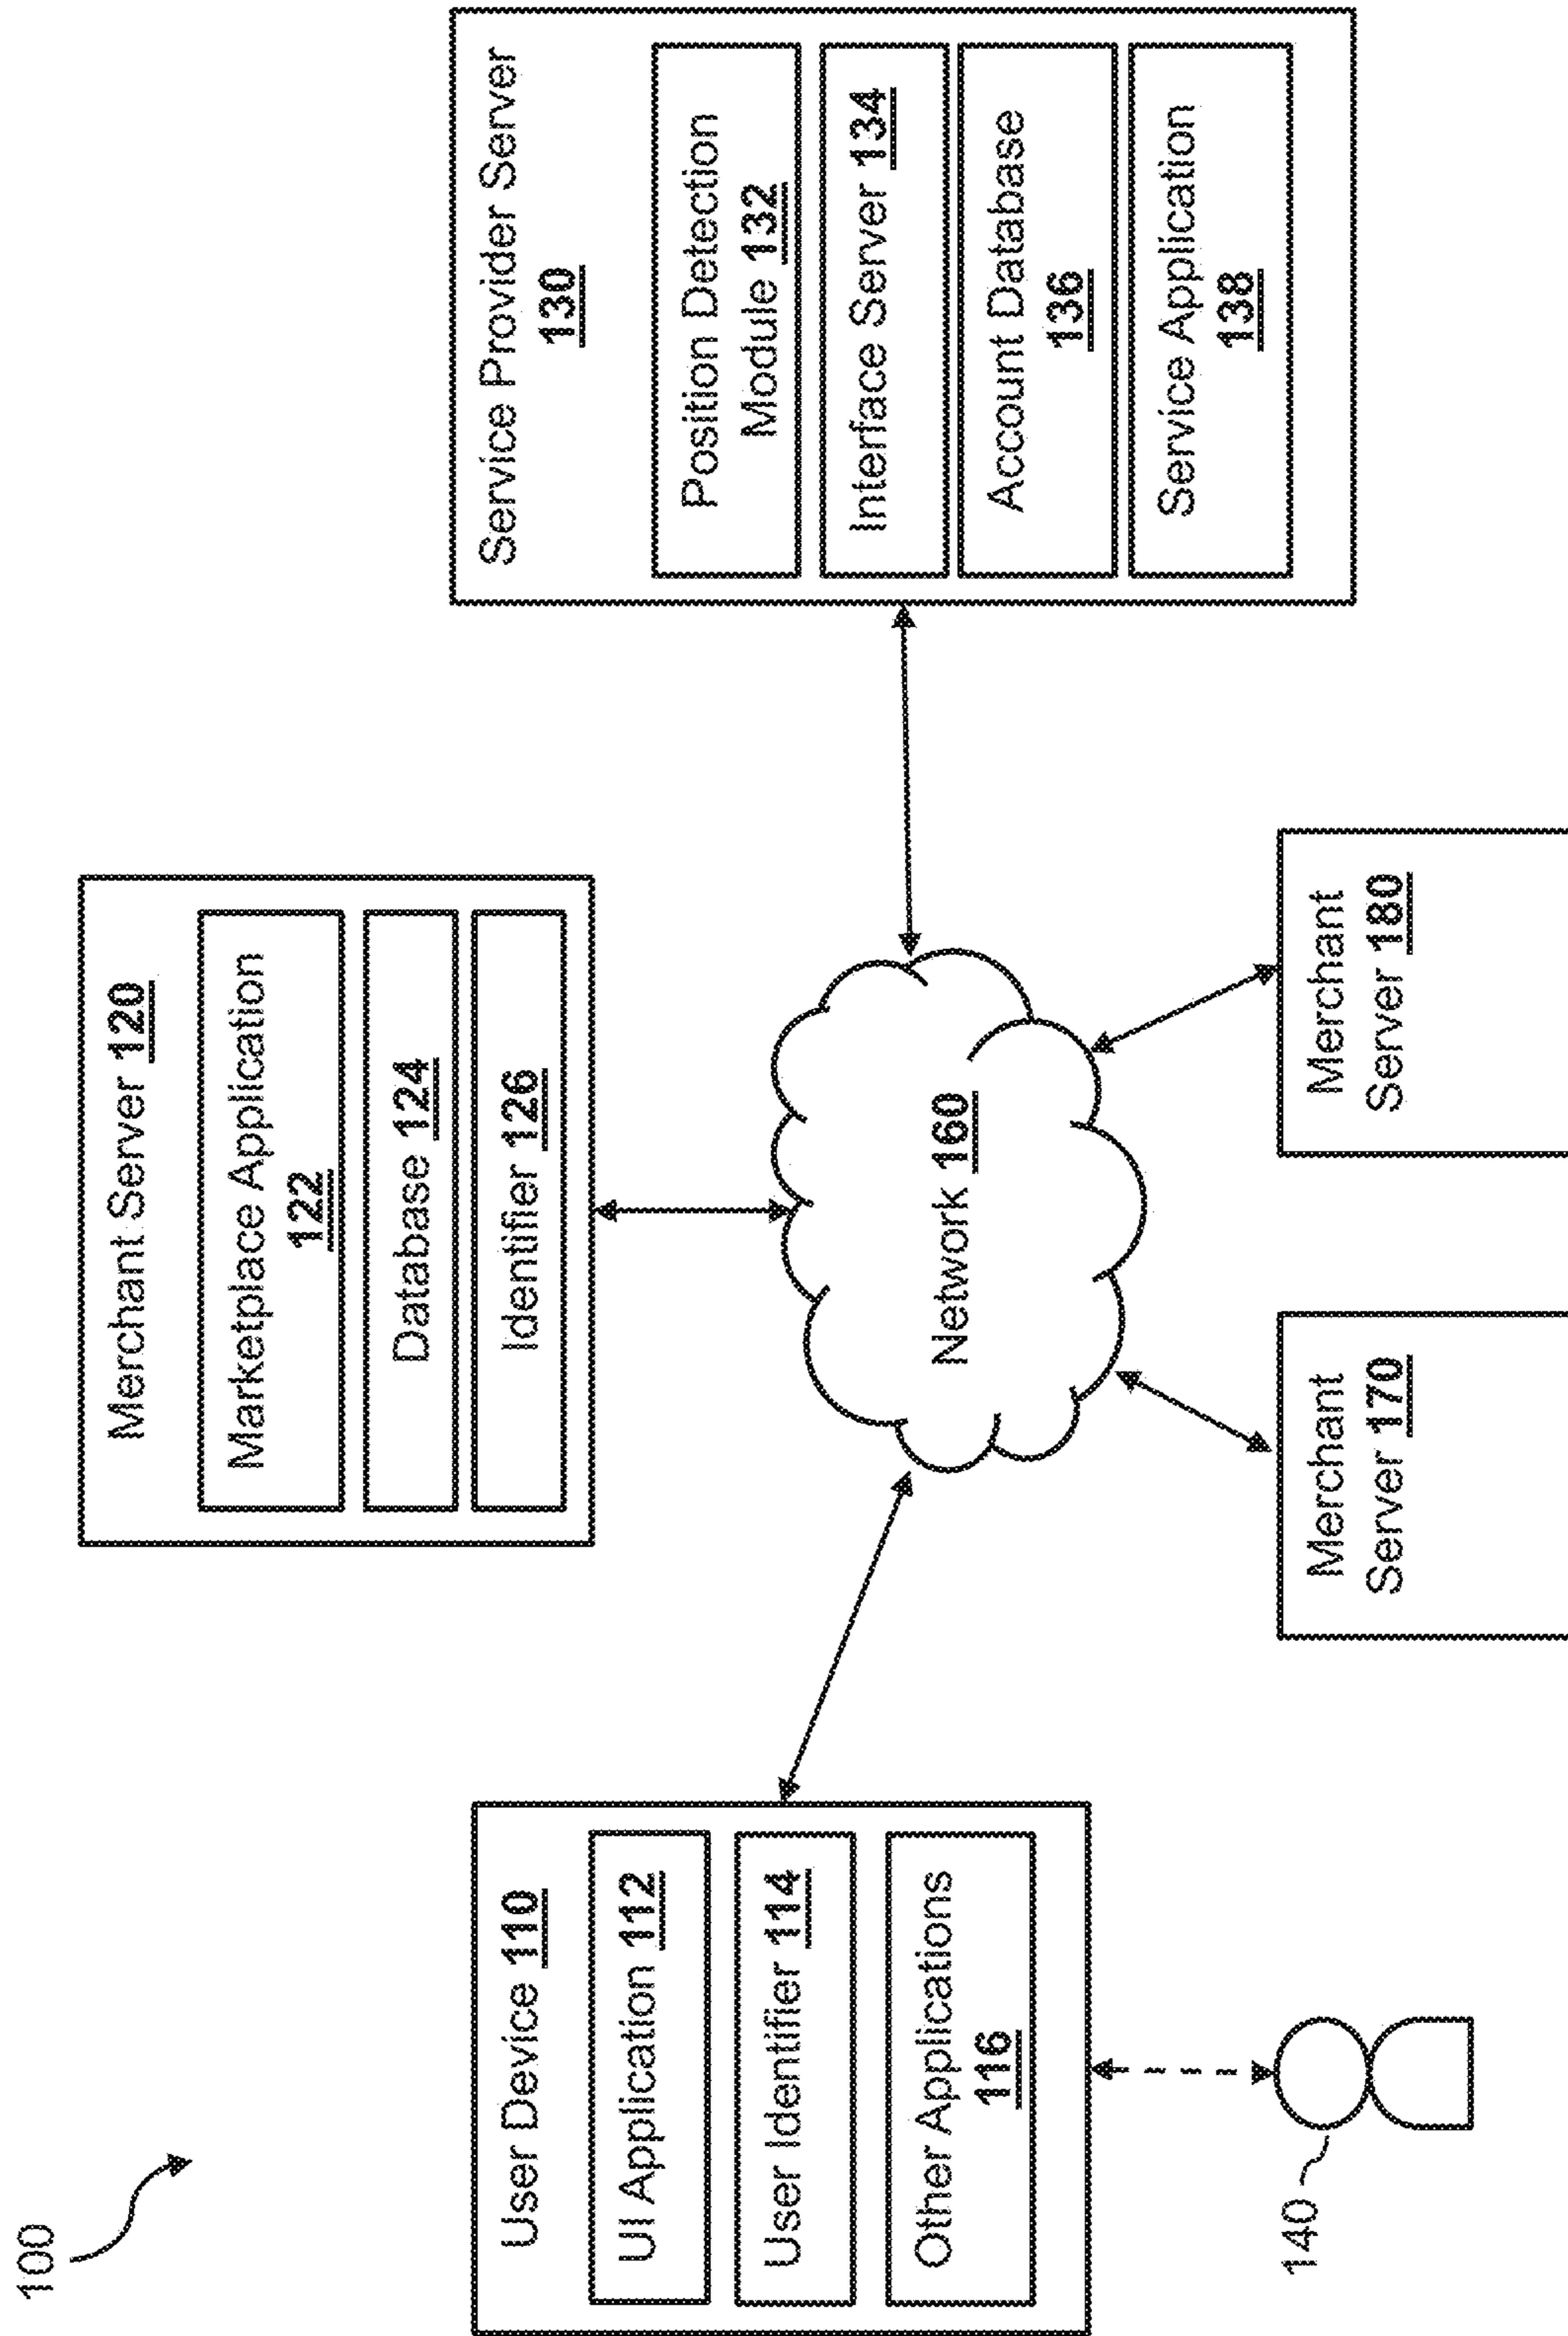 100
Merchant Server 120
Marketplace Application
122
Database 124
Identifier 126
User Device 110
UI Application 112
User Identifier 114
Other Applications
116
Network 160
Service Provider Server
130
Position Detection
Module 132
Interface Server 134
Account Database
136
Service Application
138
140
Merchant
Server 170
Merchant
Server 180